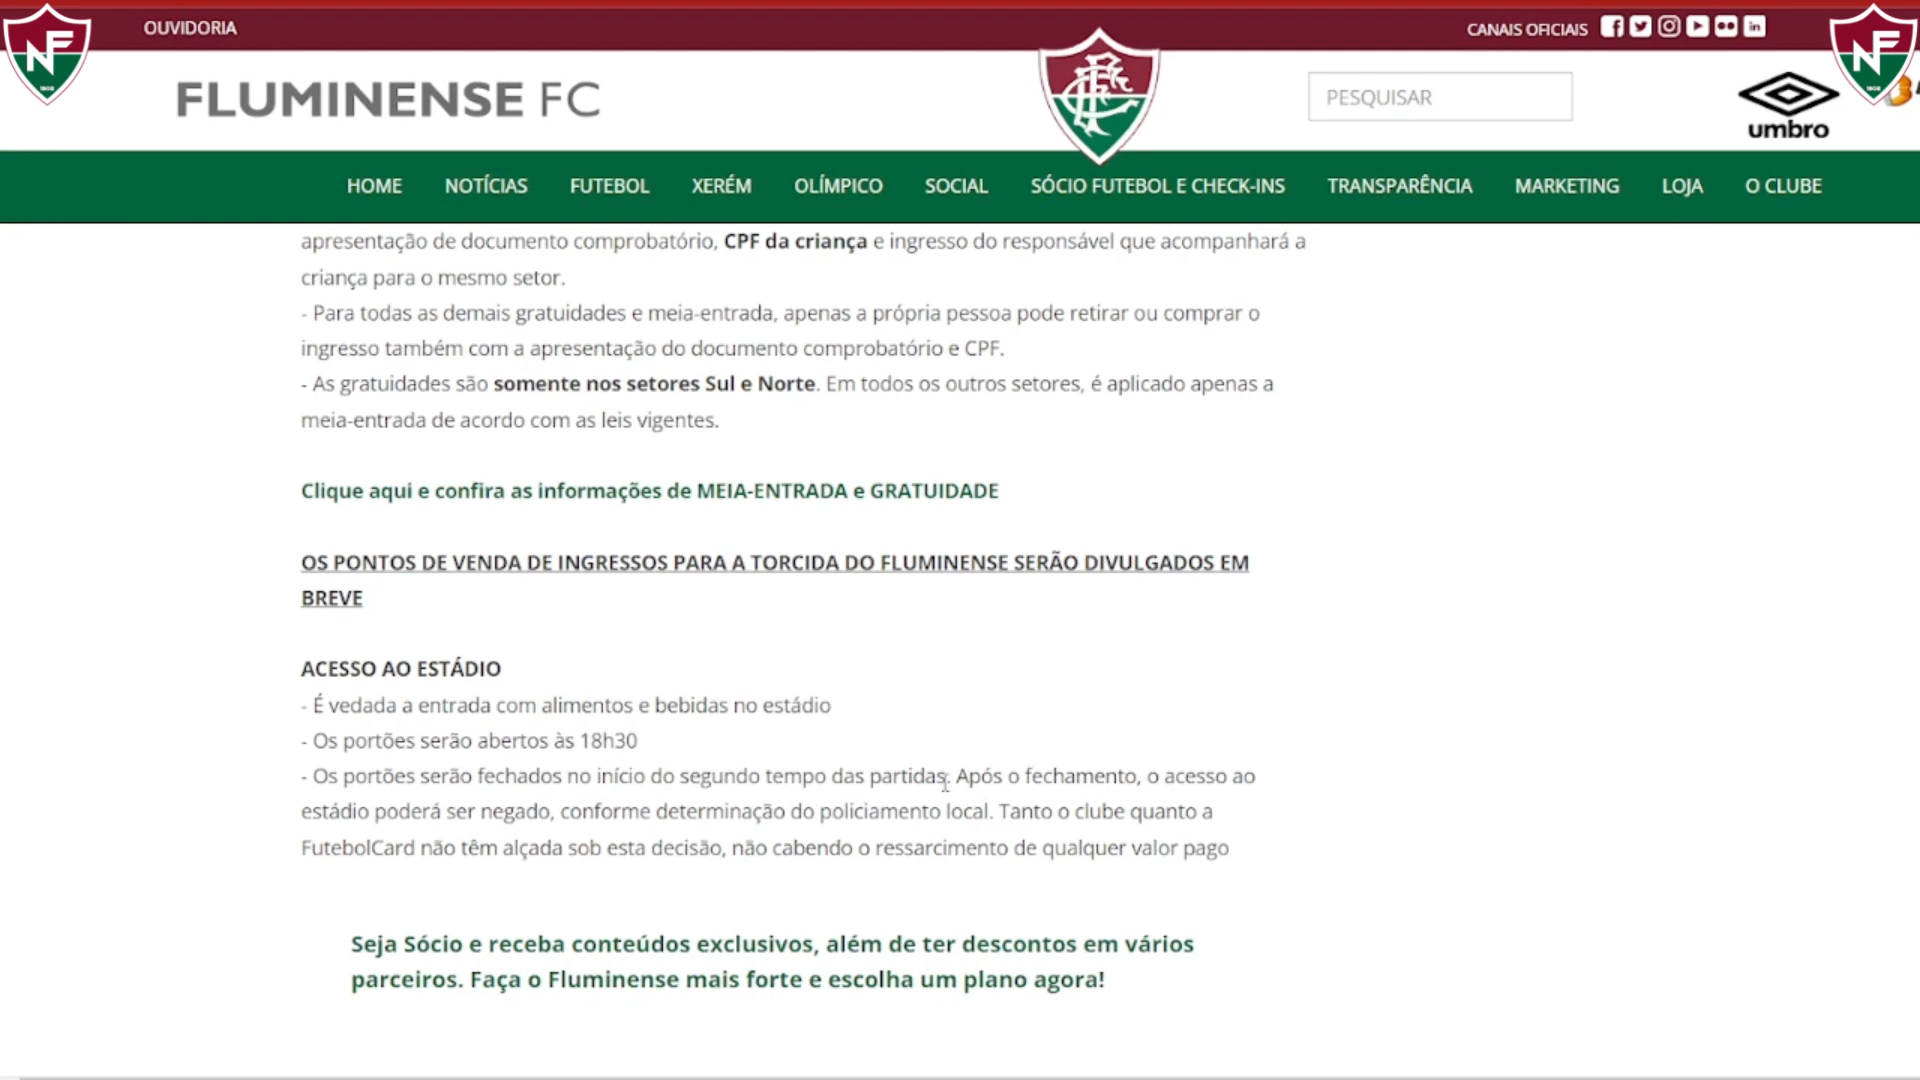 OUVIDORIA
CANAIS OFICIAIS
NF
1902
FLUMINENSE FC
PESQUISAR
umbro
NF
1902
HOME NOTÍCIAS FUTEBOL XERÉM OLÍMPICO SOCIAL SÓCIO FUTEBOL E CHECK-INS TRANSPARÊNCIA MARKETING LOJA O CLUBE
apresentação de documento comprobatório, CPF da criança e ingresso do responsável que acompanhará a
criança para o mesmo setor.
- Para todas as demais gratuidades e meia-entrada, apenas a própria pessoa pode retirar ou comprar o
ingresso também com a apresentação do documento comprobatório e CPF.
- As gratuidades são somente nos setores Sul e Norte. Em todos os outros setores, é aplicado apenas a
meia-entrada de acordo com as leis vigentes.
Clique aqui e confira as informações de MEIA-ENTRADA e GRATUIDADE
OS PONTOS DE VENDA DE INGRESSOS PARA A TORCIDA DO FLUMINENSE SERÃO DIVULGADOS EM
BREVE
ACESSO AO ESTÁDIO
- É vedada a entrada com alimentos e bebidas no estádio
- Os portões serão abertos às 18h30
- Os portões serão fechados no início do segundo tempo das partidas. Após o fechamento, o acesso ao
estádio poderá ser negado, conforme determinação do policiamento local. Tanto o clube quanto a
FutebolCard não têm alçada sob esta decisão, não cabendo o ressarcimento de qualquer valor pago
Seja Sócio e receba conteúdos exclusivos, além de ter descontos em vários
parceiros. Faça o Fluminense mais forte e escolha um plano agora!